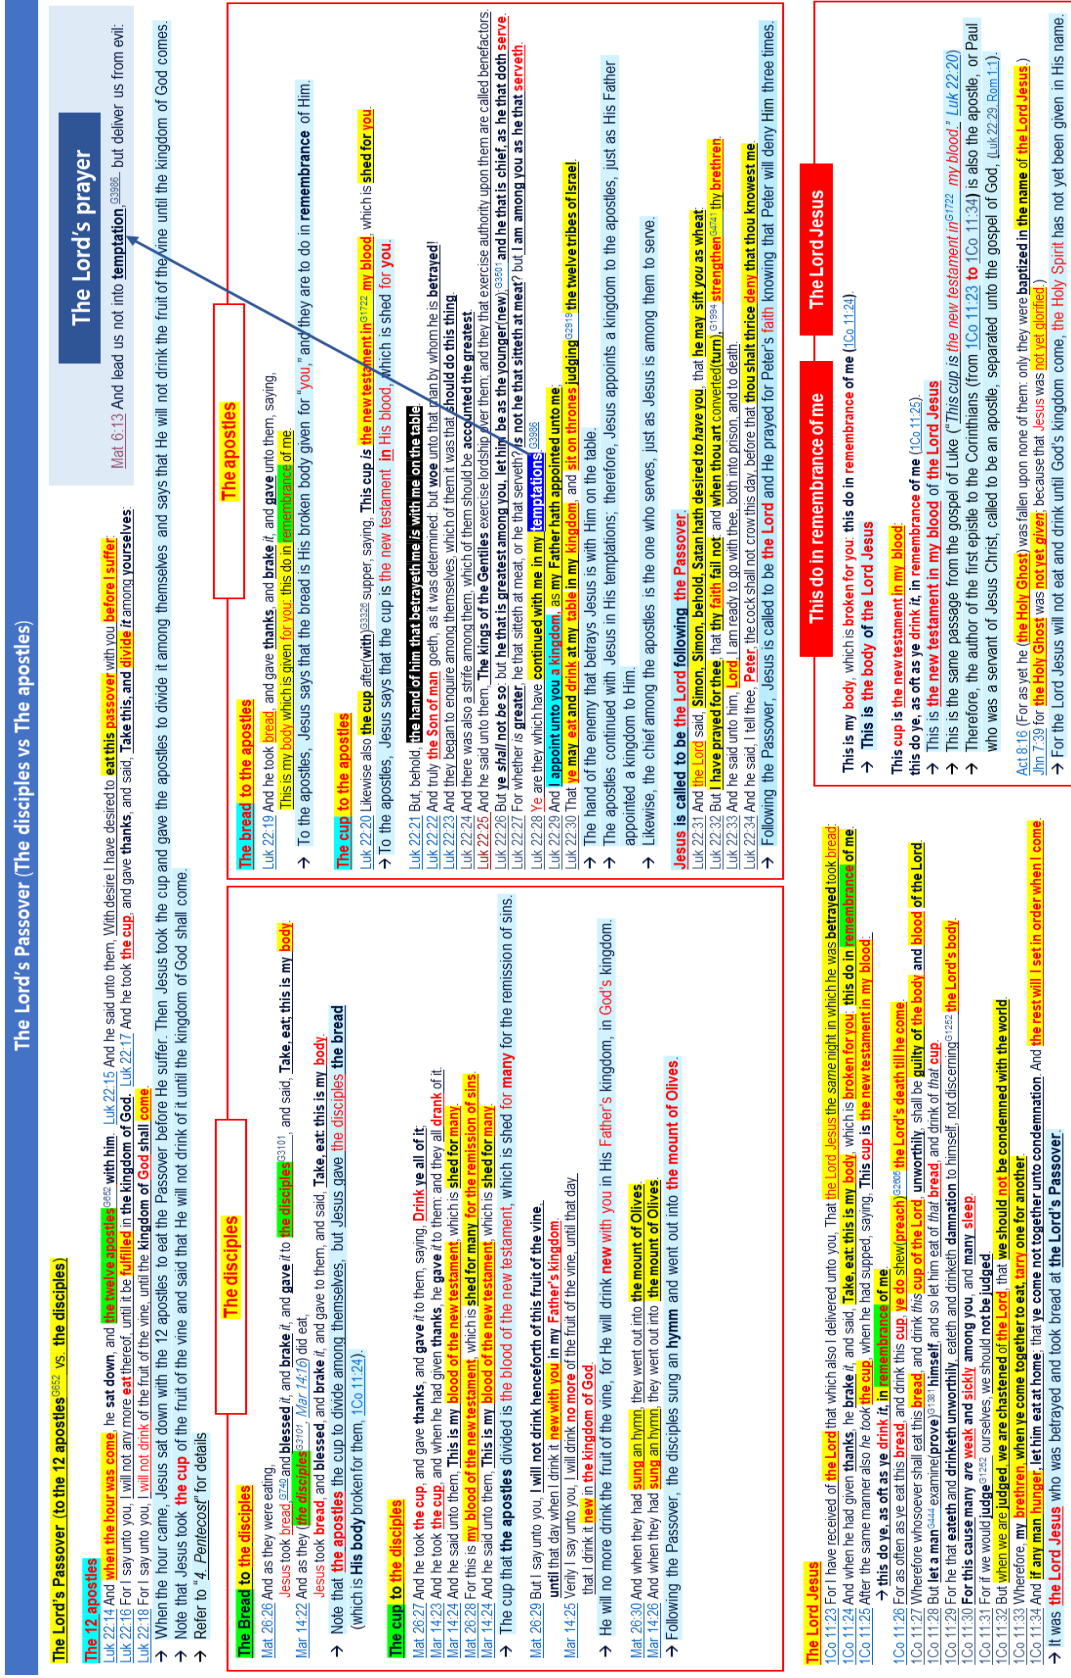 The Lord's Passover (The disciples vs The apostles)
The Lord's Passover (to the 12 apostlesG652 vs. the disciples)
The 12 apostles
Luk 22:14 And when the hour was come, he sat down, and the twelve apostlesG652 with him. Luk 22:15 And he said unto them, With desire I have desired to eat this passover with you before I suffer:
Luk 22:16 For I say unto you, I will not any more eat thereof, until it be fulfilled in the kingdom of God. Luk 22:17 And he took the cup, and gave thanks, and said, Take this, and divide it among yourselves:
Luk 22:18 For I say unto you, I will not drink of the fruit of the vine, until the kingdom of God shall come.
→ When the hour came, Jesus sat down with the 12 apostles to eat the Passover before He suffer. Then Jesus took the cup and gave the apostles to divide it among themselves and says that He will not drink the fruit of the vine until the kingdom of God comes.
→ Note that Jesus took the cup of the fruit of the vine and said that He will not drink of it until the kingdom of God shall come.
→ Refer to “4. Pentecost” for details
The Lord's prayer
Mat 6:13 And lead us not into temptation,G3986 but deliver us from evil:
The disciples
The Bread to the disciples
Mat 26:26 And as they were eating,
Jesus took bread,G740 and blessed it, and brake it, and gave it to the disciplesG3101, and said, Take, eat; this is my body.
Mar 14:22 And as they (the disciplesG3101, Mar 14:16) did eat,
Jesus took bread, and blessed, and brake it, and gave to them, and said, Take, eat: this is my body.
→ Note that the apostles the cup to divide among themselves, but Jesus gave the disciples the bread
(which is His body broken for them, 1Co 11:24).
The cup to the disciples
Mat 26:27 And he took the cup, and gave thanks, and gave it to them, saying, Drink ye all of it;
Mar 14:23 And he took the cup, and when he had given thanks, he gave it to them: and they all drank of it.
Mar 14:24 And he said unto them, This is my blood of the new testament, which is shed for many.
Mat 26:28 For this is my blood of the new testament, which is shed for many for the remission of sins.
Mar 14:24 And he said unto them, This is my blood of the new testament, which is shed for many.
→ The cup that the apostles divided is the blood of the new testament, which is shed for many for the remission of sins.
Mat 26:29 But I say unto you, I will not drink henceforth of this fruit of the vine,
until that day when I drink it new with you in my Father's kingdom.
Mar 14:25 Verily I say unto you, I will drink no more of the fruit of the vine, until that day
that I drink it new in the kingdom of God.
→ He will no more drink the fruit of the vine, for He will drink new with you in His Father's kingdom, in God's kingdom.
Mat 26:30 And when they had sung an hymn, they went out into the mount of Olives.
Mar 14:26 And when they had sung an hymn, they went out into the mount of Olives.
→Following the Passover, the disciples sung an hymn and went out into the mount of Olives.
The apostles
The bread to the apostles
Luk 22:19 And he took bread, and gave thanks, and brake it, and gave unto them, saying,
This is my body which is given for you: this do in remembrance of me.
→ To the apostles, Jesus says that the bread is His broken body given for “you,” and they are to do in remembrance of Him.
The cup to the apostles
Luk 22:20 Likewise also the cup after(with)G3326 supper, saying, This cup is the new testament inG1722 my blood, which is shed for you.
→ To the apostles, Jesus says that the cup is the new testament in His blood, which is shed for you.
Luk 22:21 But, behold, the hand of him that betrayeth me is with me on the table.
Luk 22:22 And truly the Son of man goeth, as it was determined: but woe unto that man by whom he is betrayed!
Luk 22:23 And they began to enquire among themselves, which of them it was that should do this thing.
Luk 22:24 And there was also a strife among them, which of them should be accounted the greatest.
Luk 22:25 And he said unto them, The kings of the Gentiles exercise lordship over them; and they that exercise authority upon them are called benefactors.
Luk 22:26 But ye shall not be so: but he that is greatest among you, let him be as the younger(new);G3501 and he that is chief, as he that doth serve.
Luk 22:27 For whether is greater, he that sitteth at meat, or he that serveth? is not he that sitteth at meat? but I am among you as he that serveth.
Luk 22:28 Ye are they which have continued with me in my temptations.G3986
Luk 22:29 And I appoint unto you a kingdom, as my Father hath appointed unto me;
Luk 22:30 That ye may eat and drink at my table in my kingdom, and sit on thrones judgingG2919 the twelve tribes of Israel.
→ The hand of the enemy that betrays Jesus is with Him on the table.
→ The apostles continued with Jesus in His temptations; therefore, Jesus appoints a kingdom to the apostles, just as His Father
appointed a kingdom to Him.
→ Likewise, the chief among the apostles is the one who serves, just as Jesus is among them to serve.
Jesus is called to be the Lord following the Passover.
Luk 22:31 And the Lord said, Simon, Simon, behold, Satan hath desired to have you, that he may sift you as wheat:
Luk 22:32 But I have prayed for thee, that thy faith fail not: and when thou art converted(turn),G1994 strengthenG4741 thy brethren.
Luk 22:33 And he said unto him, Lord, I am ready to go with thee, both into prison, and to death.
Luk 22:34 And he said, I tell thee, Peter, the cock shall not crow this day, before that thou shalt thrice deny that thou knowest me.
→ Following the Passover, Jesus is called to be the Lord and He prayed for Peter's faith knowing that Peter will deny Him three times.
The Lord Jesus
1Co 11:23 For I have received of the Lord that which also I delivered unto you, That the Lord Jesus the same night in which he was betrayed took bread:
1Co 11:24 And when he had given thanks, he brake it, and said, Take, eat: this is my body, which is broken for you: this do in remembrance of me.
1Co 11:25 After the same manner also he took the cup, when he had supped, saying, This cup is the new testament in my blood:
→ this do ye, as oft as ye drink it, in remembrance of me.
1Co 11:26 For as often as ye eat this bread, and drink this cup, ye do shew(preach)G2605 the Lord's death till he come.
1Co 11:27 Wherefore whosoever shall eat this bread, and drink this cup of the Lord, unworthily, shall be guilty of the body and blood of the Lord.
1Co 11:28 But let a manG444 examine(prove)G1381 himself, and so let him eat of that bread, and drink of that cup.
1Co 11:29 For he that eateth and drinketh unworthily, eateth and drinketh damnation to himself, not discerningG1252 the Lord's body.
1Co 11:30 For this cause many are weak and sickly among you, and many sleep.
1Co 11:31 For if we would judgeG1252 ourselves, we should not be judged.
1Co 11:32 But when we are judged, we are chastened of the Lord, that we should not be condemned with the world.
1Co 11:33 Wherefore, my brethren, when ye come together to eat, tarry one for another.
1Co 11:34 And if any man hunger, let him eat at home; that ye come not together unto condemnation. And the rest will I set in order when I come.
→ It was the Lord Jesus who was betrayed and took bread at the Lord's Passover.
This do in remembrance of me
The Lord Jesus
This is my body, which is broken for you: this do in remembrance of me (1Co 11:24).
→ This is the body of the Lord Jesus
This cup is the new testament in my blood:
this do ye, as oft as ye drink it, in remembrance of me (1Co 11:25).
→ This is the new testament in my blood of the Lord Jesus
→ This is the same passage from the gospel of Luke (“This cup is the new testament inG1722 my blood.” Luk 22:20)
→ Therefore, the author of the first epistle to the Corinthians (from 1Co 11:23 to 1Co 11:34) is also the apostle, or Paul
who was a servant of Jesus Christ, called to be an apostle, separated unto the gospel of God, (Luk 22:29, Rom 1:1).
Act 8:16 (For as yet he (the Holy Ghost) was fallen upon none of them: only they were baptized in the name of the Lord Jesus.)
Jhn 7:39 for the Holy Ghost was not yet given; because that Jesus was not yet glorified.)
→ For the Lord Jesus will not eat and drink until God's kingdom come, the Holy Spirit has not yet been given in His name.